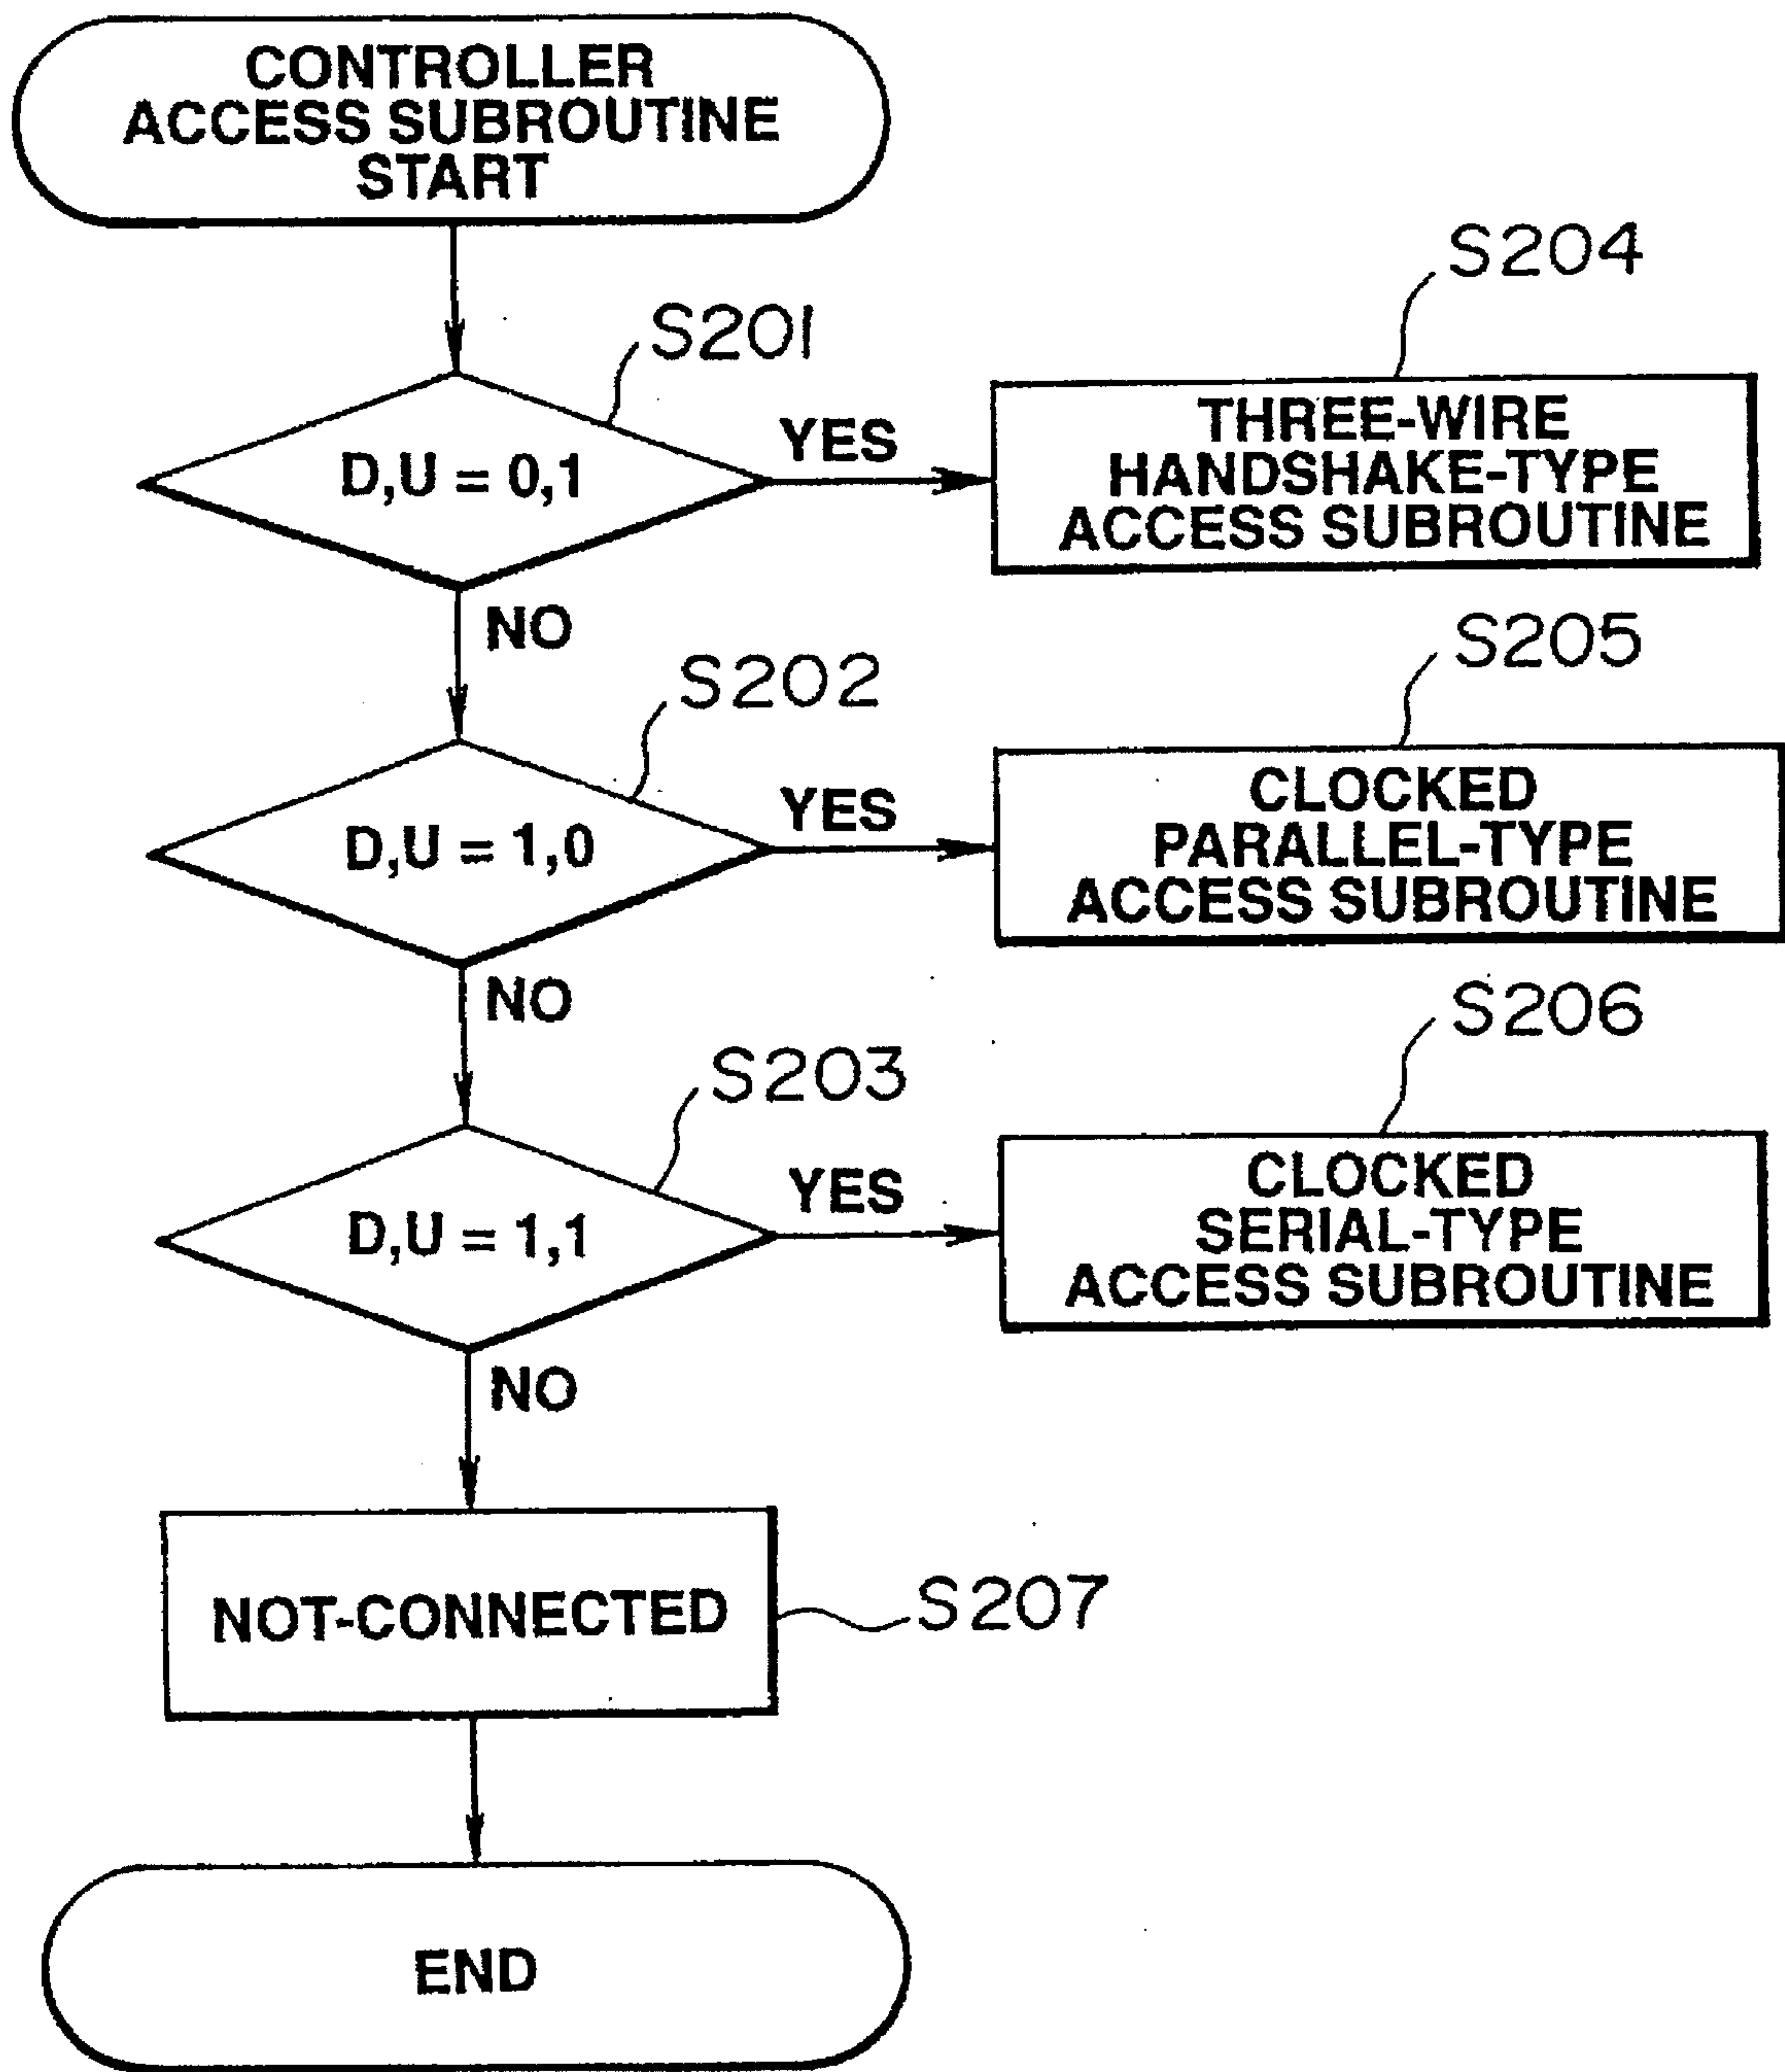 CONTROLLER
ACCESS SUBROUTINE
START
S201
D,U = 0,1
YES
S204
THREE-WIRE
HANDSHAKE-TYPE
ACCESS SUBROUTINE
NO
S202
D,U = 1,0
YES
S205
CLOCKED
PARALLEL-TYPE
ACCESS SUBROUTINE
NO
S203
D,U = 1,1
YES
S206
CLOCKED
SERIAL-TYPE
ACCESS SUBROUTINE
NO
NOT-CONNECTED
S207
END